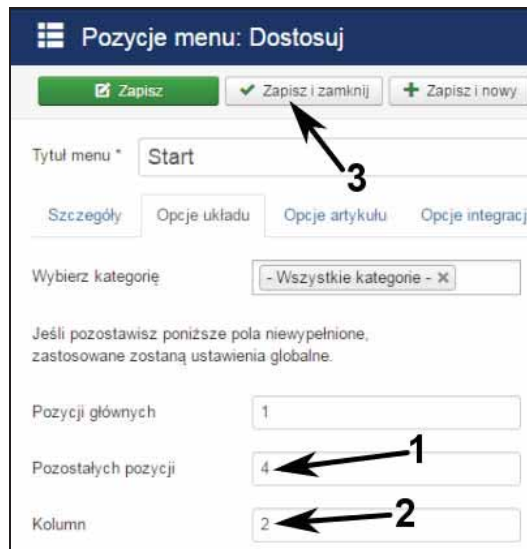 Pozycje menu: Dostosuj
Zapisz Zapisz i zamknij Zapisz i nowy
3
Tytuł menu * Start
Szczegóły Opcje układu Opcje artykułu Opcje integracj
Wybierz kategorię - Wszystkie kategorie -
Jeśli pozostawisz poniższe pola niewypełnione,
zastosowane zostaną ustawienia globalne.
Pozycji głównych 1
Pozostałych pozycji 4 1
Kolumn 2 2